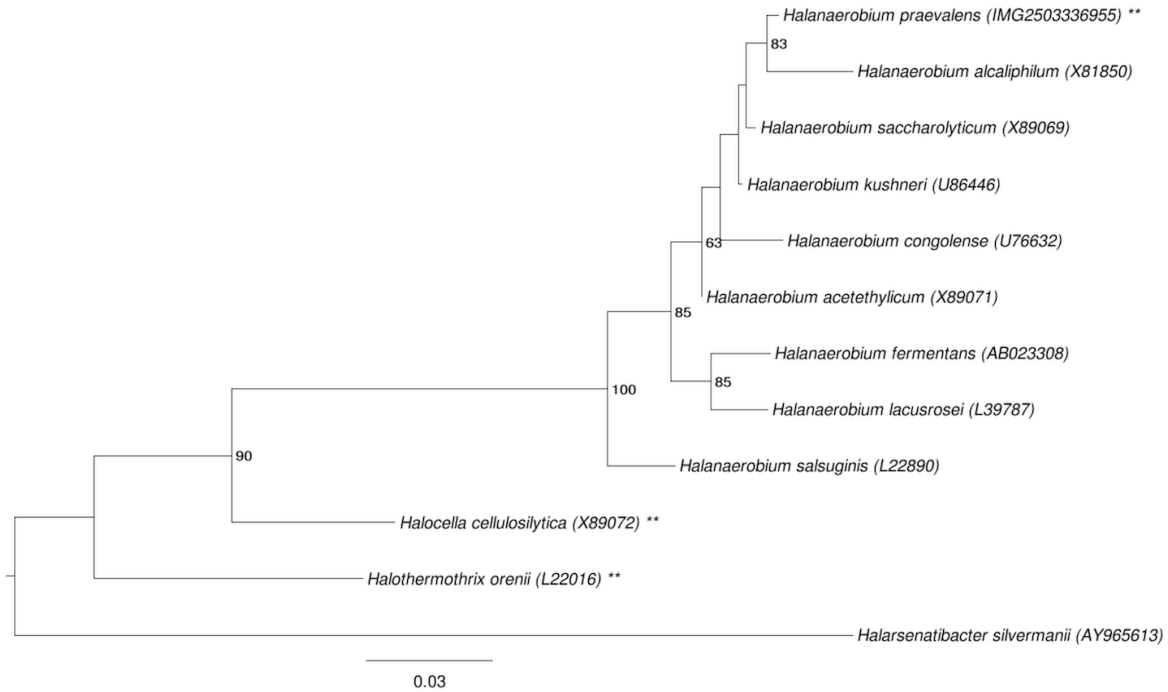 Halanaerobium praevalens (IMG2503336955) **
83
Halanaerobium alcaliphilum (X81850)
Halanaerobium saccharolyticum (X89069)
Halanaerobium kushneri (U86446)
63
Halanaerobium congolense (U76632)
Halanaerobium acetethylicum (X89071)
85
Halanaerobium fermentans (AB023308)
85
100
Halanaerobium lacusrosei (L39787)
90
Halanaerobium salsuginis (L22890)
Halocella cellulosilytica (X89072) **
Halothermothrix orenii (L22016) **
Halarsenatibacter silvermanii (AY965613)
0.03